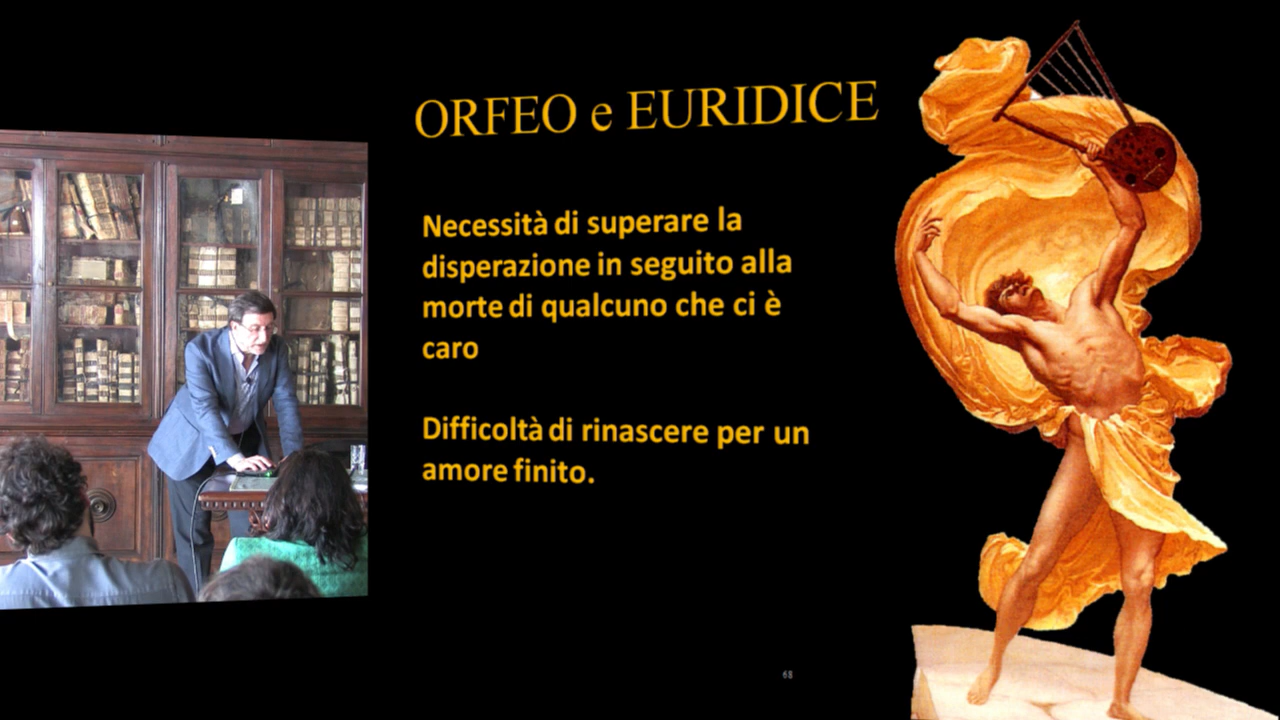 ORFEO e EURIDICE
Necessità di superare la
disperazione in seguito alla
morte di qualcuno che ci è
caro
Difficoltà di rinascere per un
amore finito.
68